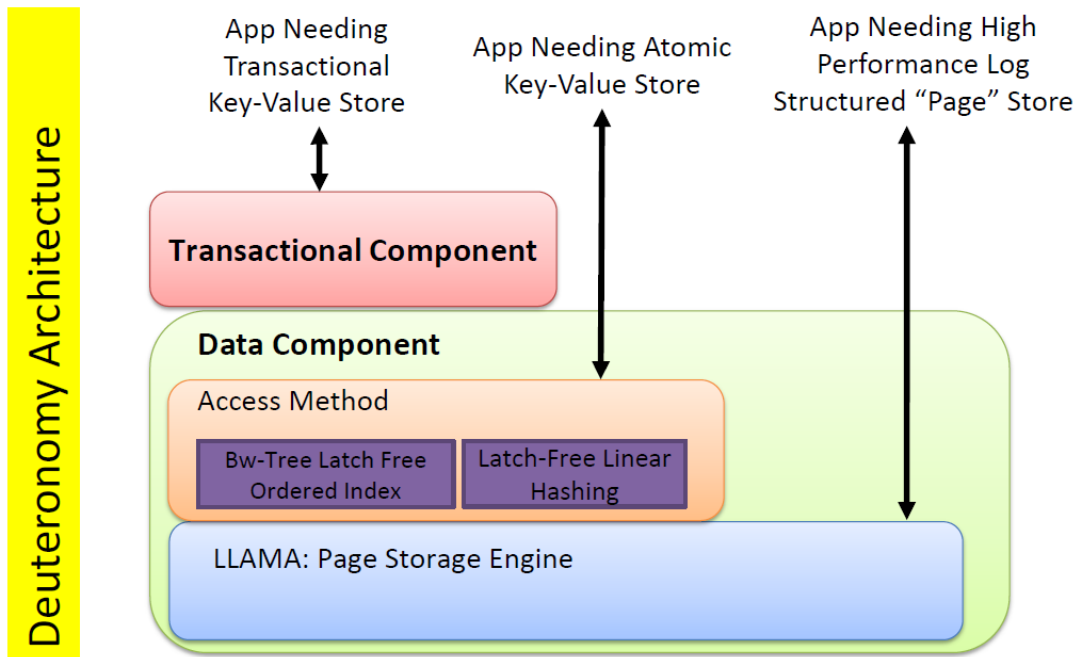 Deuteronomy Architecture
App Needing
Transactional
Key-Value Store
App Needing Atomic
Key-Value Store
App Needing High
Performance Log
Structured “Page” Store
Transactional Component
Data Component
Access Method
Bw-Tree Latch Free
Ordered Index
Latch-Free Linear
Hashing
LLAMA: Page Storage Engine